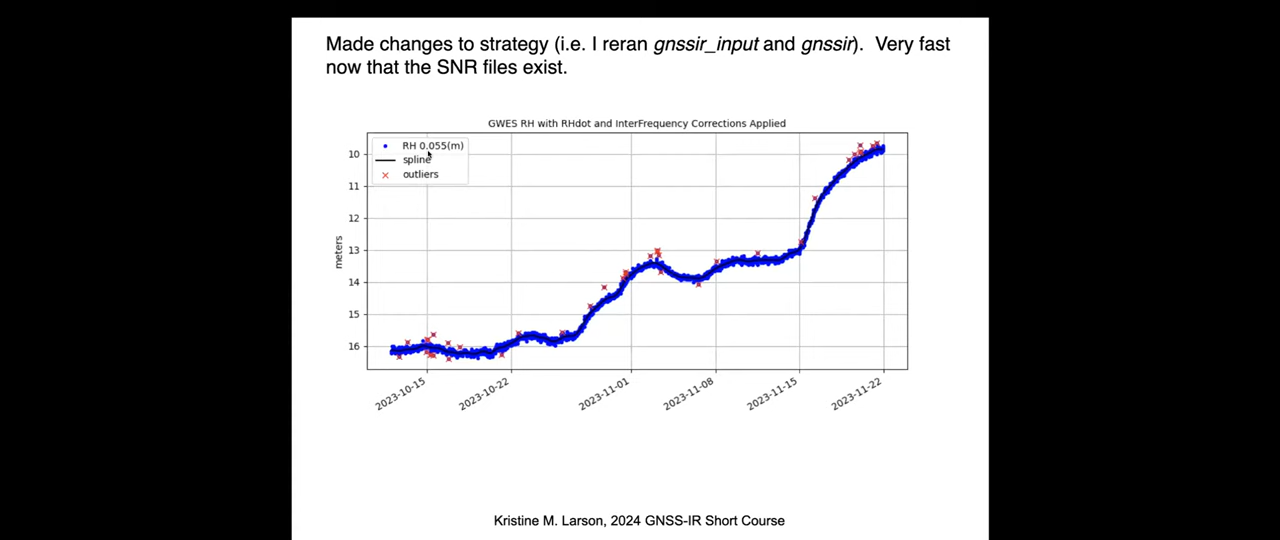 Made changes to strategy (i.e. I reran gnssir_input and gnssir). Very fast
now that the SNR files exist.
GWES RH with RHdot and InterFrequency Corrections Applied
RH 0.055(m)
spline
outliers
10
11
12
13
14
15
16
meters
2023-10-15
2023-10-22
2023-11-01
2023-11-08
2023-11-15
2023-11-22
Kristine M. Larson, 2024 GNSS-IR Short Course